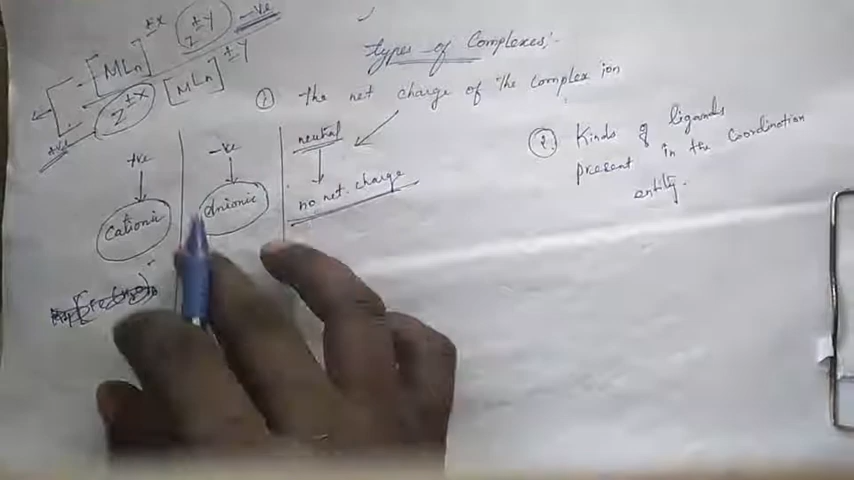 types of Complexes:-
[MLn]±x Z±y -ve
Z±x [MLn]±y
+ve
① The net charge of the complex ion
+ve -ve neutral
Cationic Anionic no net charge
② Kinds of ligands
present in the coordination
entity.